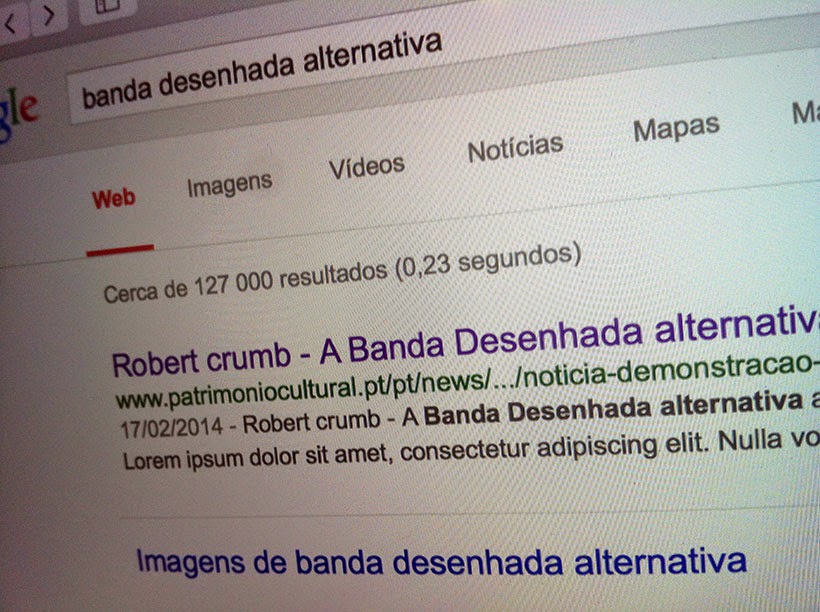 gle banda desenhada alternativa
Web Imagens Vídeos Notícias Mapas Ma
Cerca de 127 000 resultados (0,23 segundos)
Robert crumb - A Banda Desenhada alternativa
www.patrimoniocultural.pt/pt/news/.../noticia-demonstracao-
17/02/2014 - Robert crumb - A Banda Desenhada alternativa a
Lorem ipsum dolor sit amet, consectetur adipiscing elit. Nulla vo
Imagens de banda desenhada alternativa